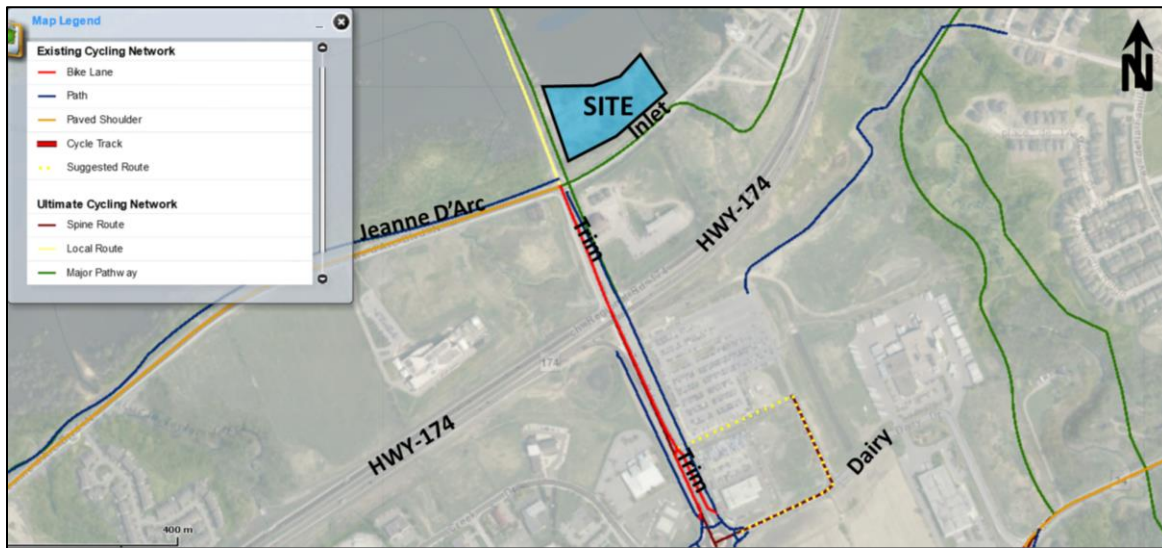 Map Legend
Existing Cycling Network
Bike Lane
Path
Paved Shoulder
Cycle Track
Suggested Route
Ultimate Cycling Network
Spine Route
Local Route
Major Pathway
N
SITE
Inlet
Jeanne D'Arc
Trim
HWY-174
174
HWY-174
Trim
Dairy
400 m